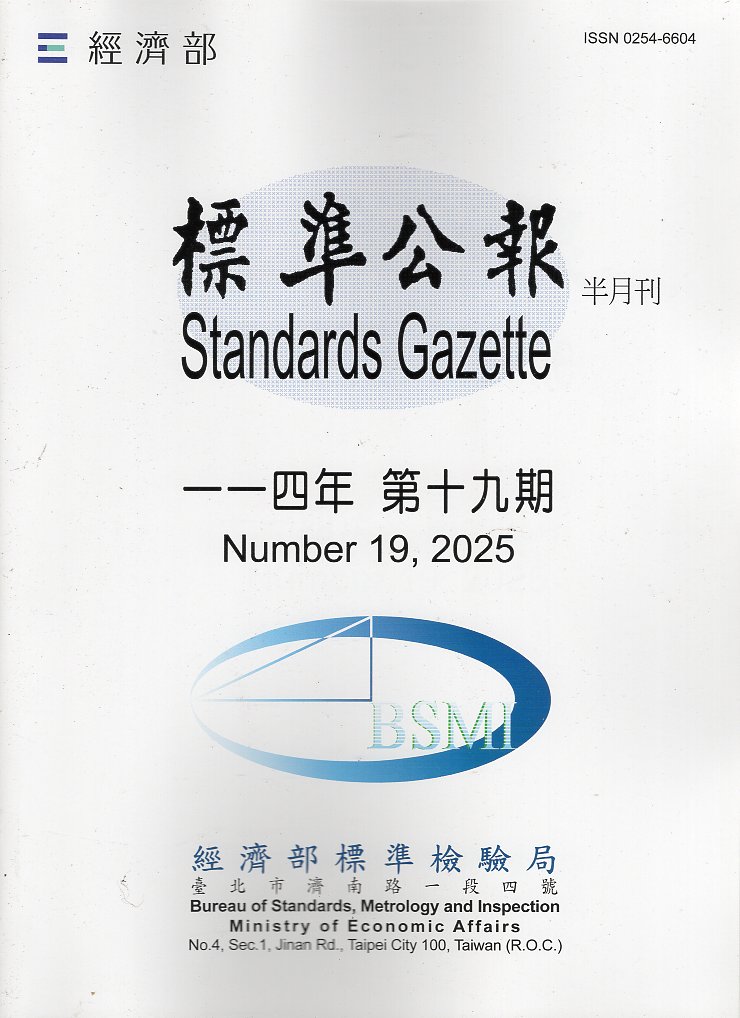 經濟部
ISSN 0254-6604
標準公報
半月刊
Standards Gazette
一一四年 第十九期
Number 19, 2025
BSMI
經濟部標準檢驗局
臺北市濟南路一段四號
Bureau of Standards, Metrology and Inspection
Ministry of Economic Affairs
No.4, Sec.1, Jinan Rd., Taipei City 100, Taiwan (R.O.C.)